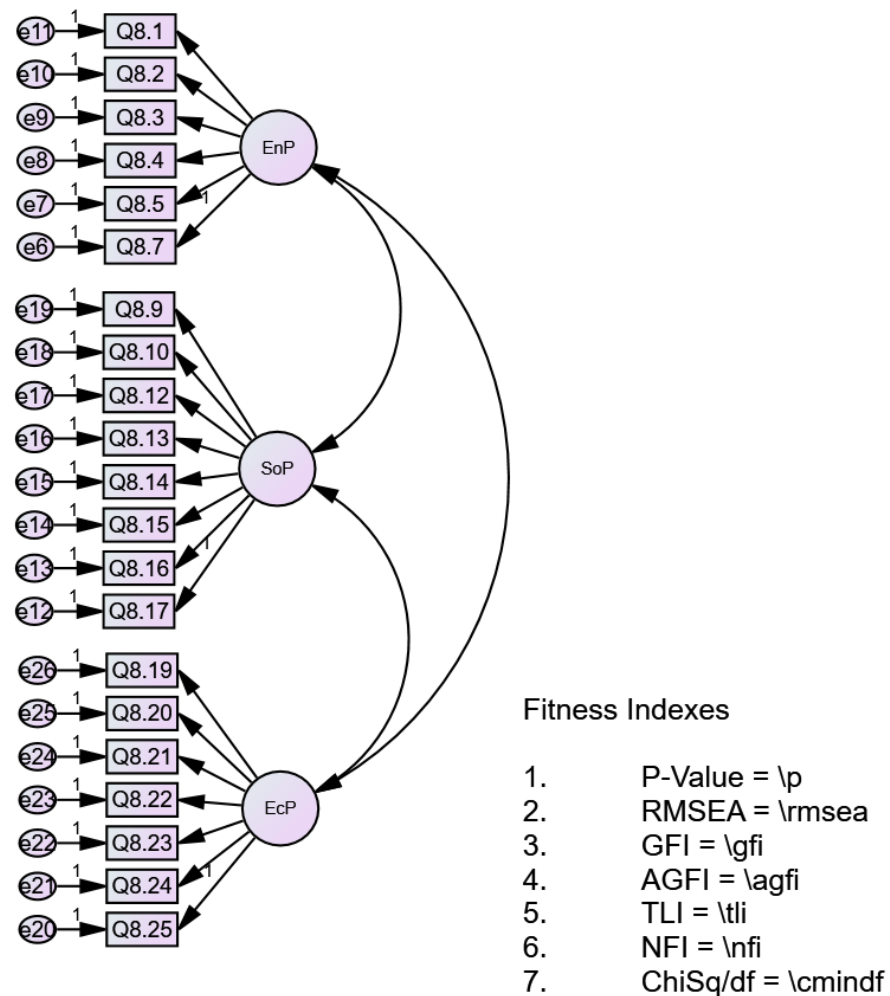 e11 1 Q8.1
e10 1 Q8.2
e9 1 Q8.3
e8 1 Q8.4
e7 1 Q8.5 1
e6 1 Q8.7
EnP
e19 1 Q8.9
e18 1 Q8.10
e17 1 Q8.12
e16 1 Q8.13
e15 1 Q8.14
e14 1 Q8.15
e13 1 Q8.16 1
e12 1 Q8.17
SoP
e26 1 Q8.19
e25 1 Q8.20
e24 1 Q8.21
e23 1 Q8.22
e22 1 Q8.23
e21 1 Q8.24 1
e20 1 Q8.25
EcP
Fitness Indexes
1. P-Value = \p
2. RMSEA = \rmsea
3. GFI = \gfi
4. AGFI = \agfi
5. TLI = \tli
6. NFI = \nfi
7. ChiSq/df = \cmindf